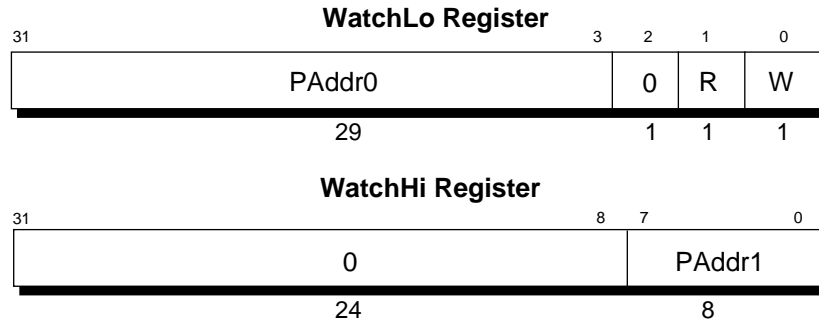 WatchLo Register
31 3 2 1 0
PAddr0 0 R W
29 1 1 1
WatchHi Register
31 8 7 0
0 PAddr1
24 8